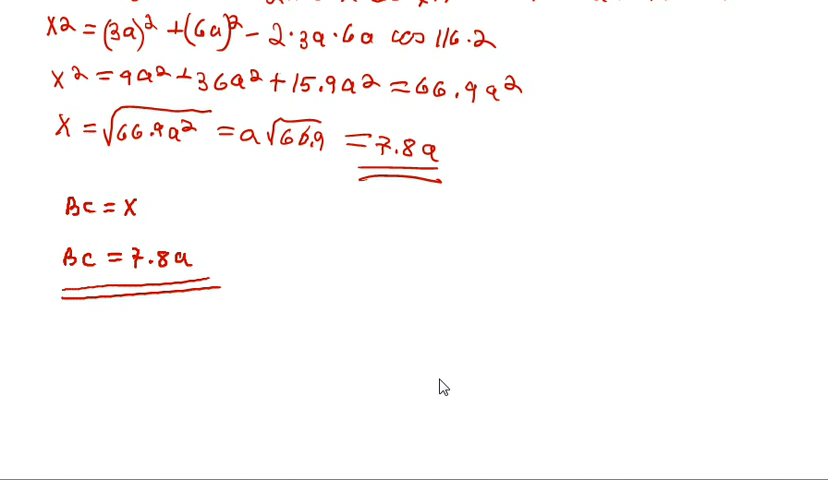 x2 = (3a)² + (6a)² - 2·3a·6a cos 116.2
x² = 9a² + 36a² + 15.9a² = 66.9a²
x = √66.9a² = a√66.9 = 7.8a
BC = x
BC = 7.8a